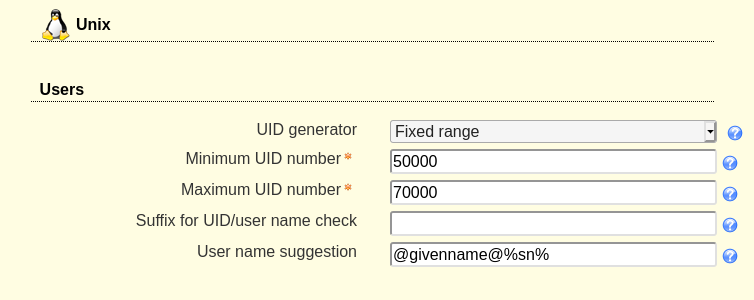 Unix
Users
UID generator Fixed range ?
Minimum UID number* 50000 ?
Maximum UID number* 70000 ?
Suffix for UID/user name check ?
User name suggestion @givenname@%sn% ?